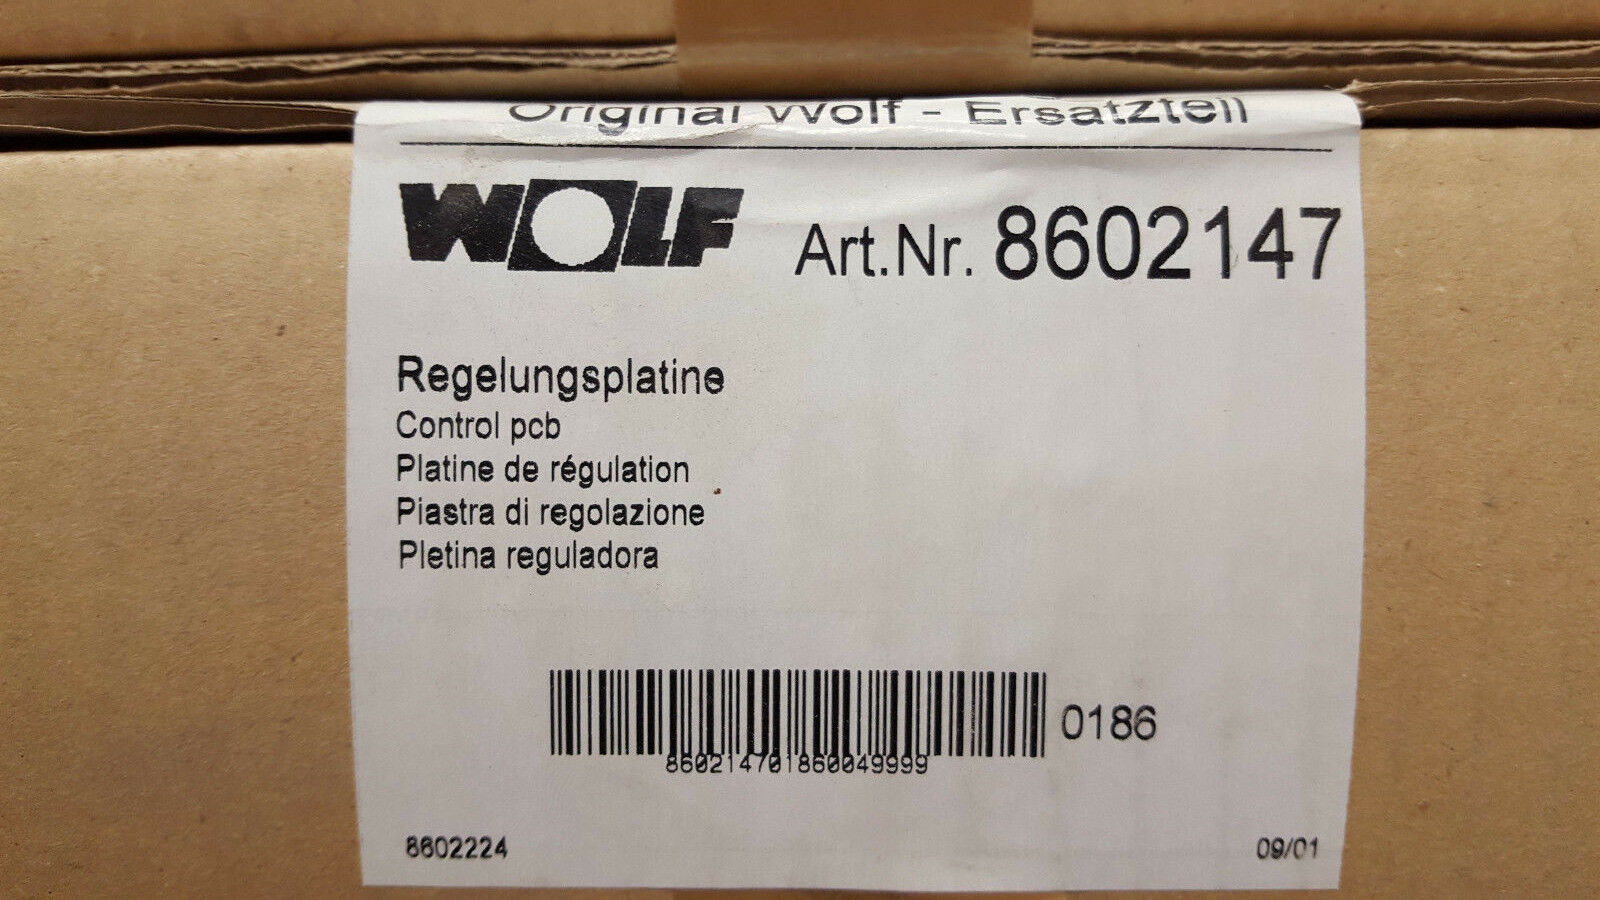 Original Wolf - Ersatzteil
WOLF Art.Nr. 8602147
Regelungsplatine
Control pcb
Platine de régulation
Piastra di regolazione
Pletina reguladora
0186
860214701860049999
8602224 09/01